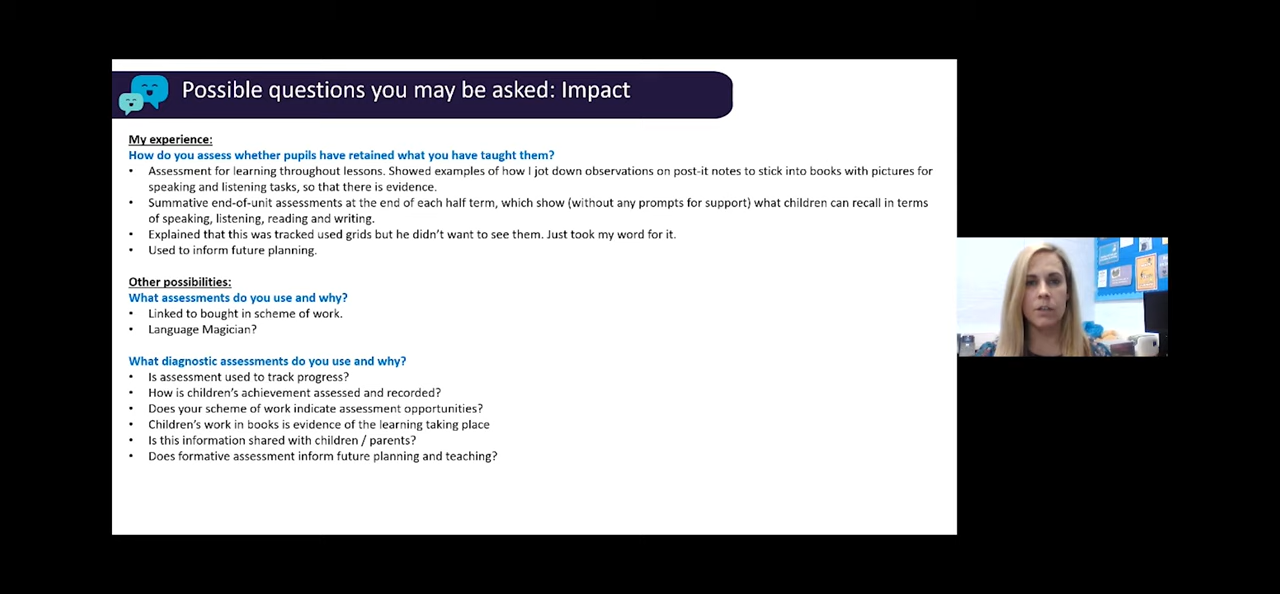 Possible questions you may be asked: Impact
My experience:
How do you assess whether pupils have retained what you have taught them?
• Assessment for learning throughout lessons. Showed examples of how I jot down observations on post-it notes to stick into books with pictures for
speaking and listening tasks, so that there is evidence.
• Summative end-of-unit assessments at the end of each half term, which show (without any prompts for support) what children can recall in terms
of speaking, listening, reading and writing.
• Explained that this was tracked used grids but he didn't want to see them. Just took my word for it.
• Used to inform future planning.
Other possibilities:
What assessments do you use and why?
• Linked to bought in scheme of work.
• Language Magician?
What diagnostic assessments do you use and why?
• Is assessment used to track progress?
• How is children's achievement assessed and recorded?
• Does your scheme of work indicate assessment opportunities?
• Children's work in books is evidence of the learning taking place
• Is this information shared with children / parents?
• Does formative assessment inform future planning and teaching?